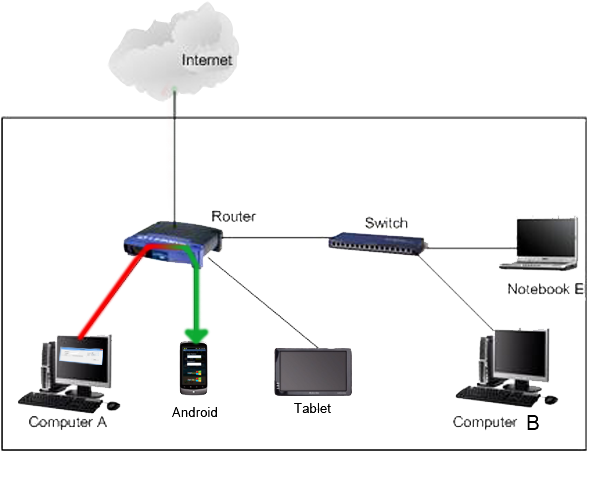 Internet
Router
Switch
Notebook E
Computer A
Android
Tablet
Computer B